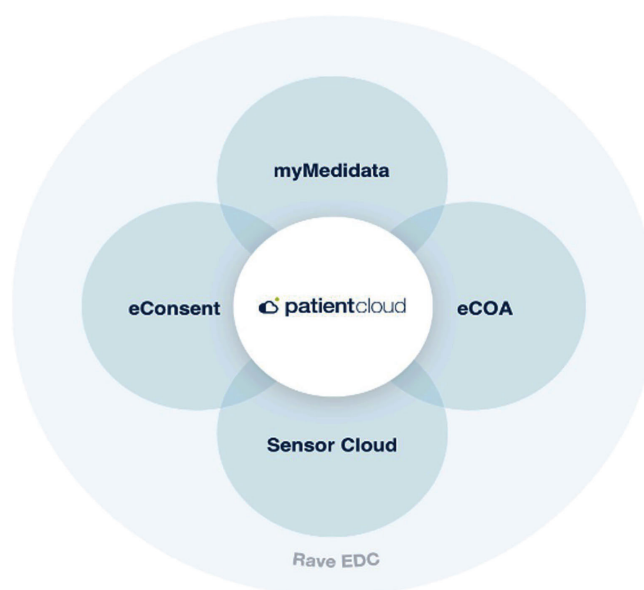 myMedidata
eConsent
patientcloud
eCOA
Sensor Cloud
Rave EDC